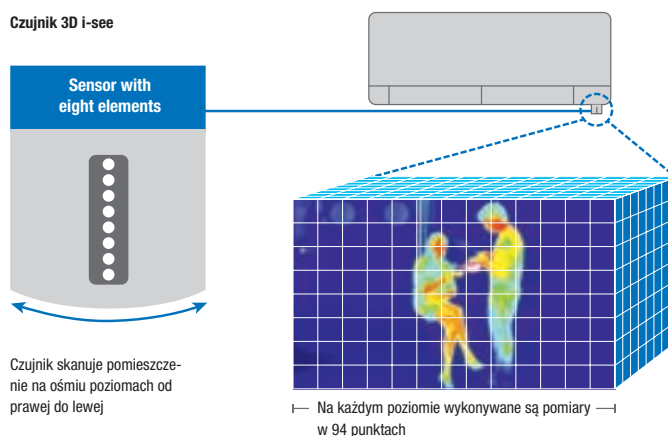 Czujnik 3D i-see
Sensor with
eight elements
Czujnik skanuje pomieszcze-
nie na ośmiu poziomach od
prawej do lewej
Na każdym poziomie wykonywane są pomiary
w 94 punktach